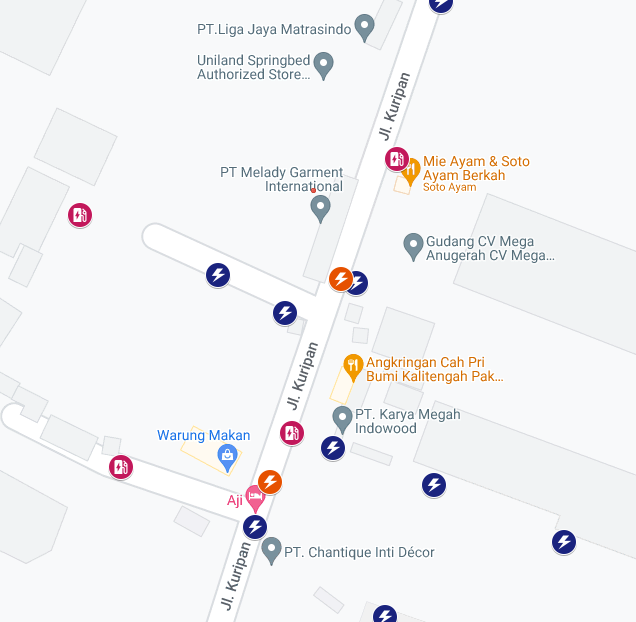 PT.Liga Jaya Matrasindo
Uniland Springbed
Authorized Store...
Jl. Kuripan
Mie Ayam & Soto
Ayam Berkah
Soto Ayam
PT Melady Garment
International
Gudang CV Mega
Anugerah CV Mega...
Jl. Kuripan
Angkringan Cah Pri
Bumi Kalitengah Pak...
PT. Karya Megah
Indowood
Warung Makan
Aji
PT. Chantique Inti Décor
Jl. Kuripan